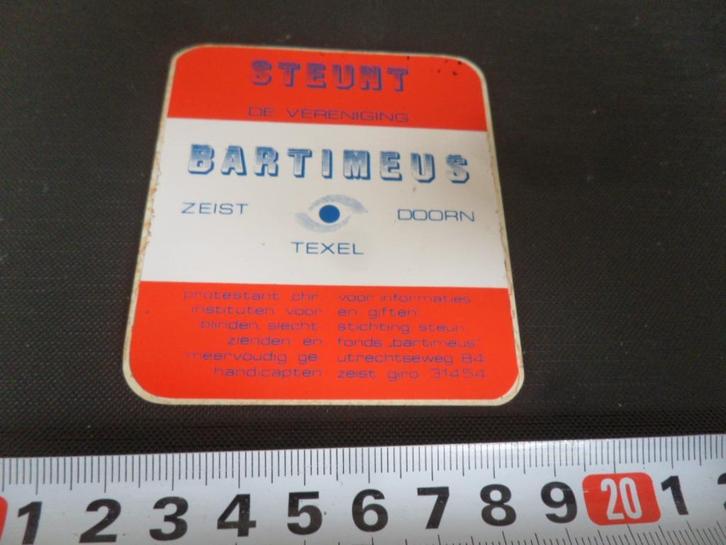 STEUNT
DE VERENIGING
BARTIMEUS
ZEIST DOORN
TEXEL
protestant chr.
instituten voor
blinden slecht
zienden en
meervoudig ge
handicapten
voor informaties
en giften
stichting steun
fonds „bartimeus”
utrechtseweg 84
zeist giro 31454
1 2 3 4 5 6 7 8 9 20 1